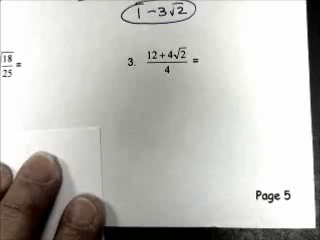 1 - 3√2
√18/25 =
3. (12 + 4√2)/4 =
Page 5